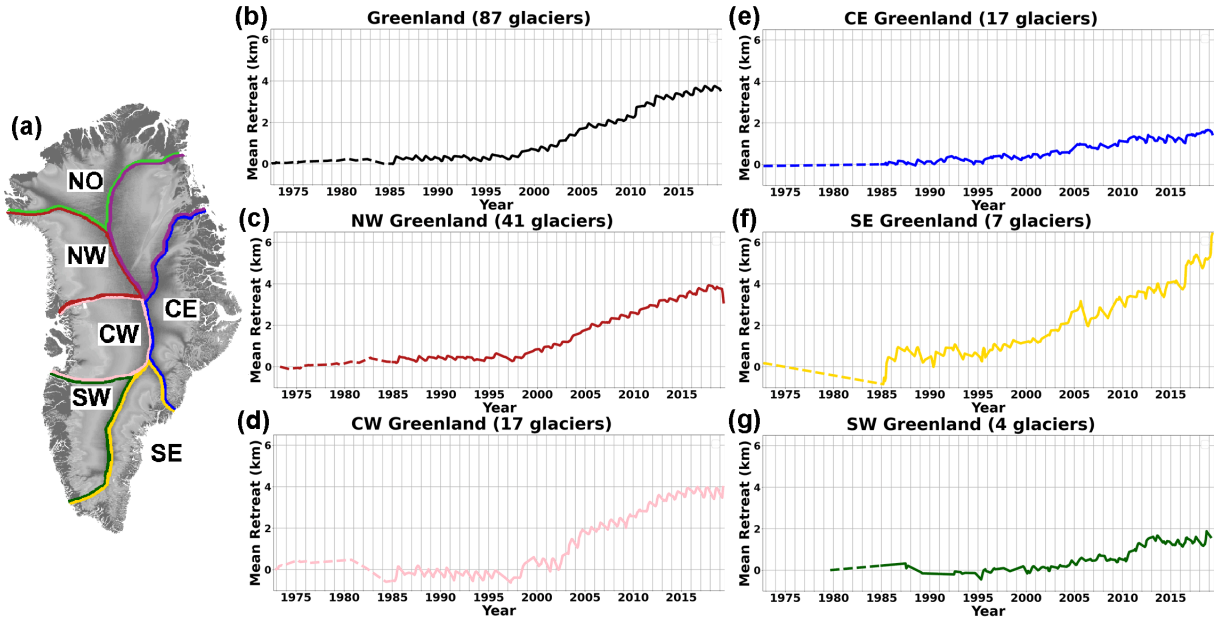 (a)
NO
NW
CW
CE
SW
SE
(b)
Greenland (87 glaciers)
Mean Retreat (km)
6
4
2
0
1975 1980 1985 1990 1995 2000 2005 2010 2015
Year
(c)
NW Greenland (41 glaciers)
Mean Retreat (km)
6
4
2
0
1975 1980 1985 1990 1995 2000 2005 2010 2015
Year
(d)
CW Greenland (17 glaciers)
Mean Retreat (km)
6
4
2
0
1975 1980 1985 1990 1995 2000 2005 2010 2015
Year
(e)
CE Greenland (17 glaciers)
Mean Retreat (km)
6
4
2
0
1975 1980 1985 1990 1995 2000 2005 2010 2015
Year
(f)
SE Greenland (7 glaciers)
Mean Retreat (km)
6
4
2
0
1975 1980 1985 1990 1995 2000 2005 2010 2015
Year
(g)
SW Greenland (4 glaciers)
Mean Retreat (km)
6
4
2
0
1975 1980 1985 1990 1995 2000 2005 2010 2015
Year